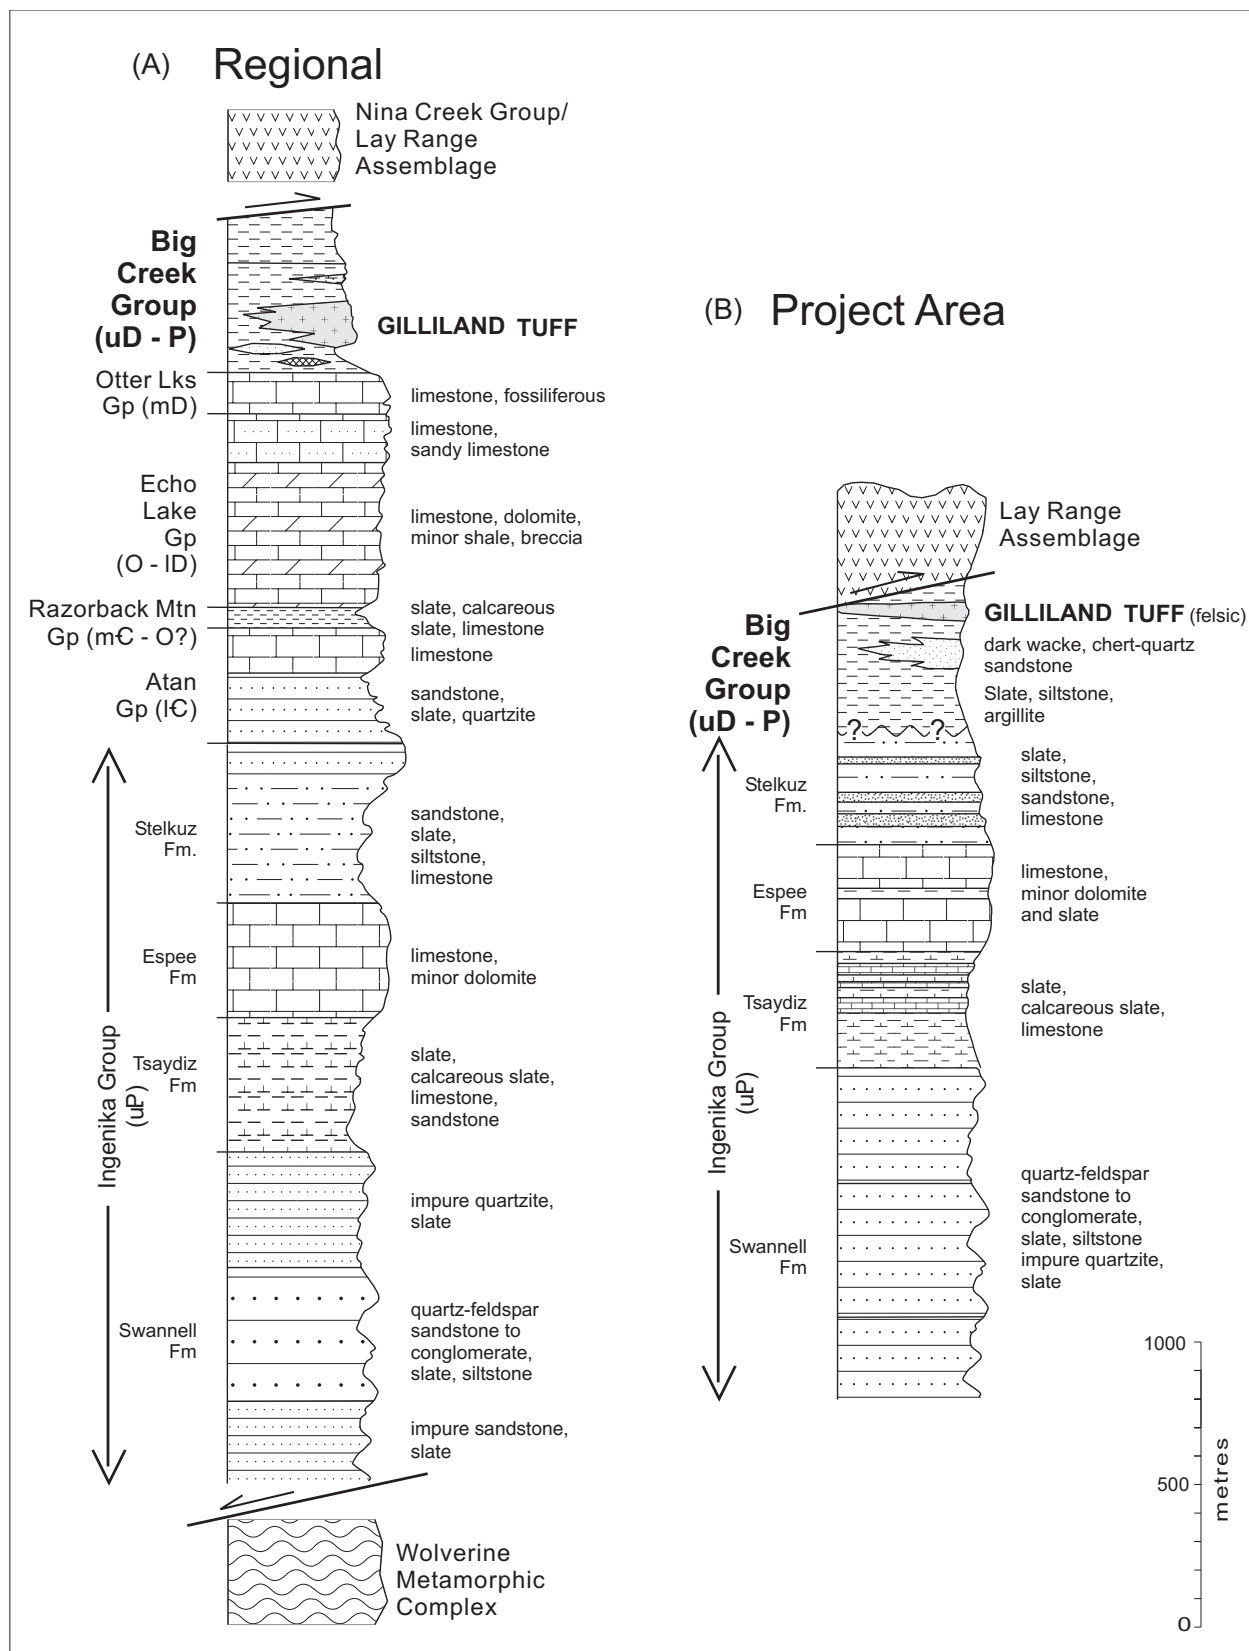 (A) Regional
Nina Creek Group/
Lay Range
Assemblage
Big
Creek
Group
(uD - P)
GILLILAND TUFF
Otter Lks
Gp (mD)
limestone, fossiliferous
limestone,
sandy limestone
Echo
Lake
Gp
(O - lD)
limestone, dolomite,
minor shale, breccia
Razorback Mtn
Gp (mЄ - O?)
slate, calcareous
slate, limestone
limestone
Atan
Gp (lЄ)
sandstone,
slate, quartzite
Ingenika Group
(uP)
Stelkuz
Fm.
sandstone,
slate,
siltstone,
limestone
Espee
Fm
limestone,
minor dolomite
Tsaydiz
Fm
slate,
calcareous slate,
limestone,
sandstone
impure quartzite,
slate
Swannell
Fm
quartz-feldspar
sandstone to
conglomerate,
slate, siltstone
impure sandstone,
slate
Wolverine
Metamorphic
Complex
(B) Project Area
Lay Range
Assemblage
GILLILAND TUFF (felsic)
Big
Creek
Group
(uD - P)
dark wacke, chert-quartz
sandstone
Slate, siltstone,
argillite
? ?
Ingenika Group
(uP)
Stelkuz
Fm.
slate,
siltstone,
sandstone,
limestone
Espee
Fm
limestone,
minor dolomite
and slate
Tsaydiz
Fm
slate,
calcareous slate,
limestone
Swannell
Fm
quartz-feldspar
sandstone to
conglomerate,
slate, siltstone
impure quartzite,
slate
1000
500
0
metres